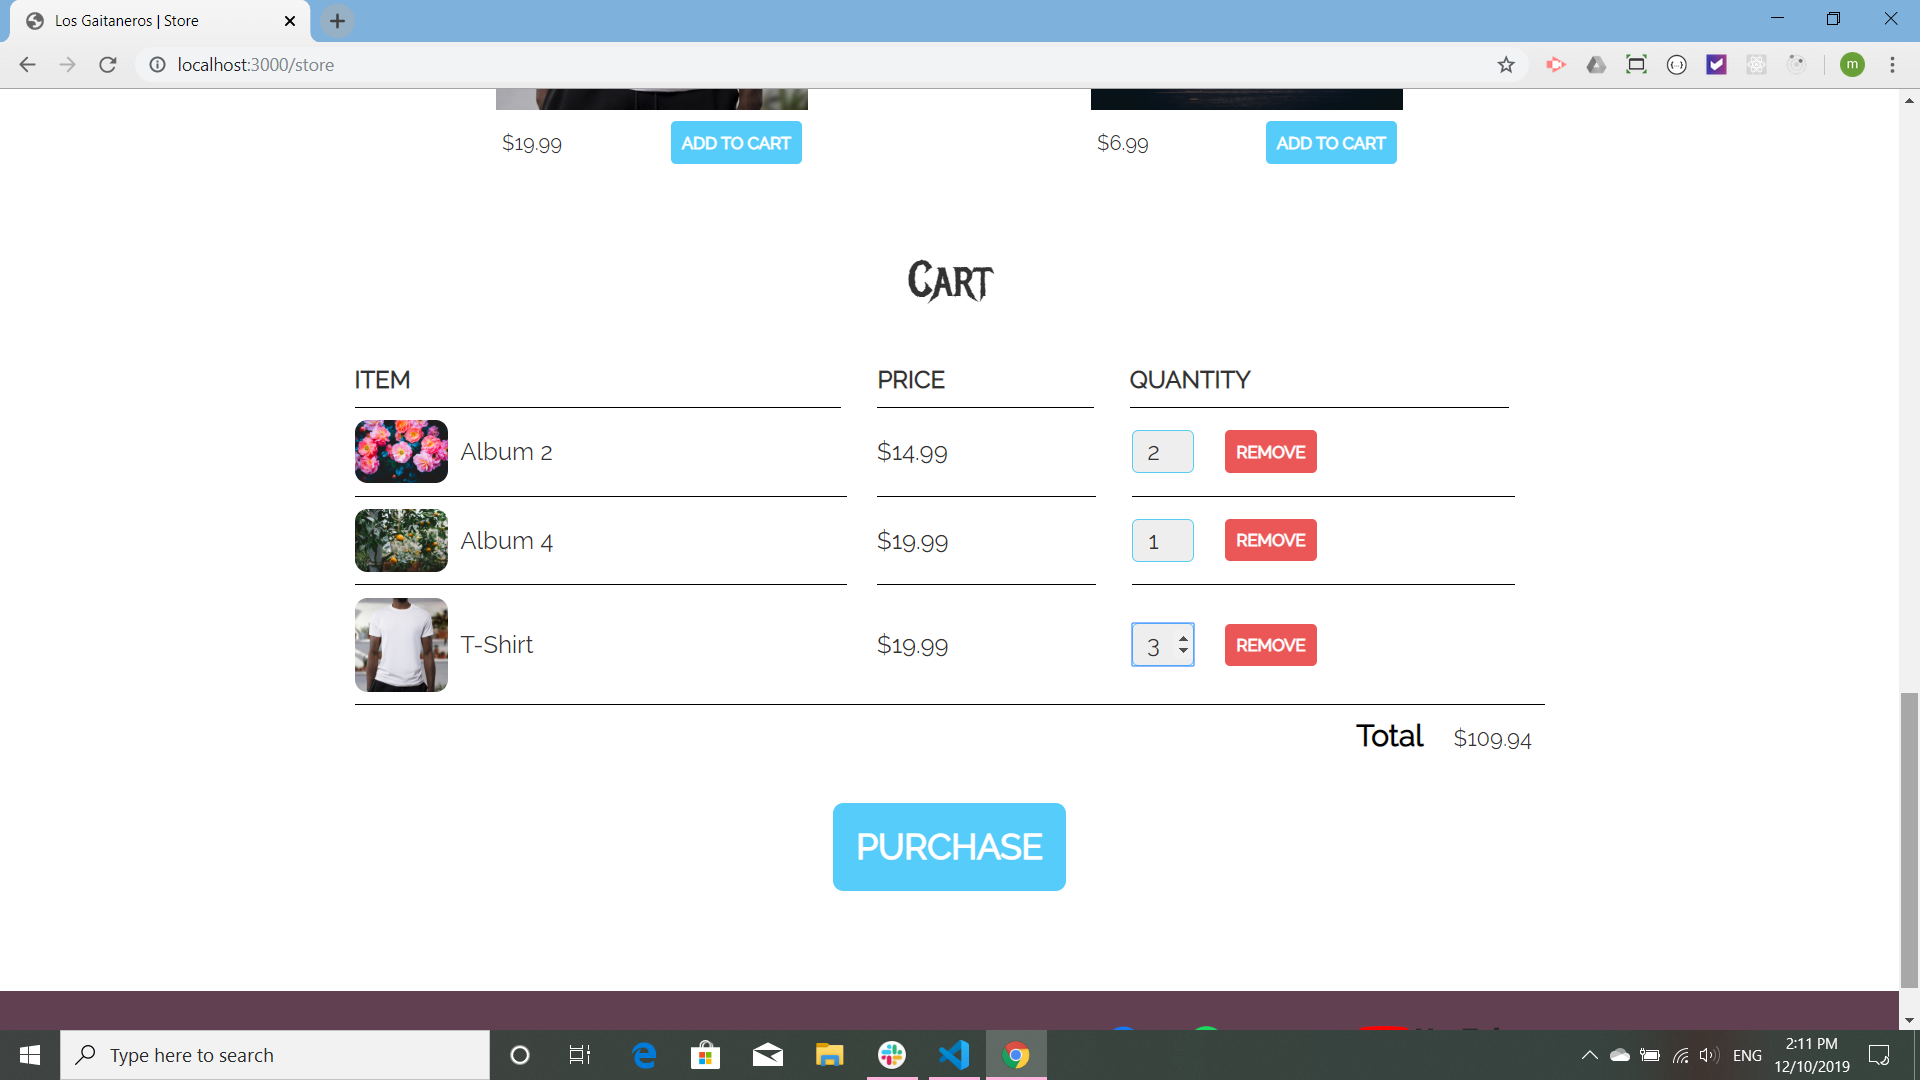 Los Gaitaneros | Store
localhost:3000/store
m
$19.99 ADD TO CART $6.99 ADD TO CART
Cart
ITEM PRICE QUANTITY
Album 2 $14.99 2 REMOVE
Album 4 $19.99 1 REMOVE
T-Shirt $19.99 3 REMOVE
Total $109.94
PURCHASE
Type here to search
ENG
2:11 PM
12/10/2019